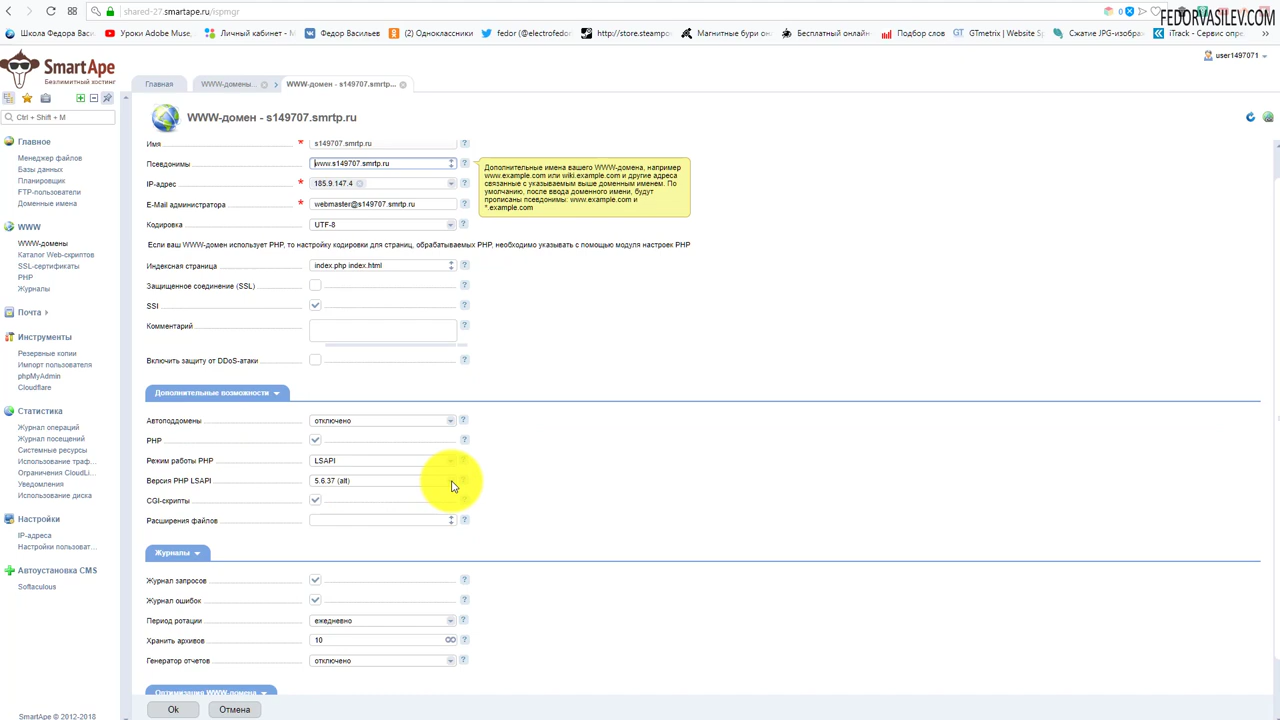 shared-27.smartape.ru/ispmgr
0
FEDORVASILEV.COM
Школа Федора Васил
Уроки Adobe Muse,
Личный кабинет - М
Федор Васильев
(2) Одноклассники
fedor (@electrofedor)
http://store.steampo
Магнитные бури он
Бесплатный онлайн
Подбор слов
GTmetrix | Website Sp
Сжатие JPG-изображ
iTrack - Сервис опре
SmartApe
Безлимитный хостинг
user1497071
Главная
WWW-домены...
WWW-домен - s149707.smrtp...
Ctrl + Shift + M
WWW-домен - s149707.smrtp.ru
Главное
Менеджер файлов
Базы данных
Планировщик
FTP-пользователи
Доменные имена
WWW
WWW-домены
Каталог Web-скриптов
SSL-сертификаты
PHP
Журналы
Почта
Инструменты
Резервные копии
Импорт пользователя
phpMyAdmin
Cloudflare
Статистика
Журнал операций
Журнал посещений
Системные ресурсы
Использование траф...
Ограничения CloudLi...
Уведомления
Использование диска
Настройки
IP-адреса
Настройки пользоват...
Автоустановка CMS
Softaculous
SmartApe © 2012-2018
Имя * s149707.smrtp.ru ?
Псевдонимы www.s149707.smrtp.ru ?
Дополнительные имена вашего WWW-домена, например
www.example.com или wiki.example.com и другие адреса
связанные с указываемым выше доменным именем. По
умолчанию, после ввода доменного имени, будут
прописаны псевдонимы: www.example.com и
*.example.com
IP-адрес * 185.9.147.4 ?
E-Mail администратора * webmaster@s149707.smrtp.ru ?
Кодировка UTF-8 ?
Если ваш WWW-домен использует PHP, то настройку кодировки для страниц, обрабатываемых PHP, необходимо указывать с помощью модуля настроек PHP
Индексная страница index.php index.html ?
Защищенное соединение (SSL) ?
SSI ?
Комментарий ?
Включить защиту от DDoS-атаки ?
Дополнительные возможности
Автоподдомены отключено ?
PHP ?
Режим работы PHP LSAPI
Версия PHP LSAPI 5.6.37 (alt)
CGI-скрипты
Расширения файлов ?
Журналы
Журнал запросов ?
Журнал ошибок ?
Период ротации ежедневно ?
Хранить архивов 10 ?
Генератор отчетов отключено ?
Оптимизация WWW-домена
Ok
Отмена